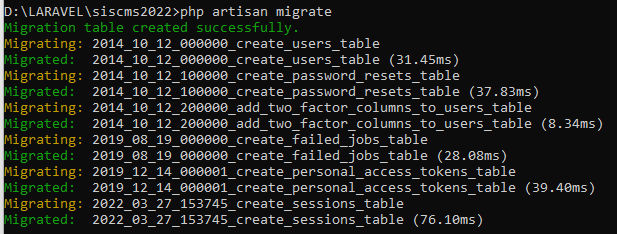 D:\LARAVEL\siscms2022>php artisan migrate
Migration table created successfully.
Migrating: 2014_10_12_000000_create_users_table
Migrated:  2014_10_12_000000_create_users_table (31.45ms)
Migrating: 2014_10_12_100000_create_password_resets_table
Migrated:  2014_10_12_100000_create_password_resets_table (37.83ms)
Migrating: 2014_10_12_200000_add_two_factor_columns_to_users_table
Migrated:  2014_10_12_200000_add_two_factor_columns_to_users_table (8.34ms)
Migrating: 2019_08_19_000000_create_failed_jobs_table
Migrated:  2019_08_19_000000_create_failed_jobs_table (28.08ms)
Migrating: 2019_12_14_000001_create_personal_access_tokens_table
Migrated:  2019_12_14_000001_create_personal_access_tokens_table (39.40ms)
Migrating: 2022_03_27_153745_create_sessions_table
Migrated:  2022_03_27_153745_create_sessions_table (76.10ms)